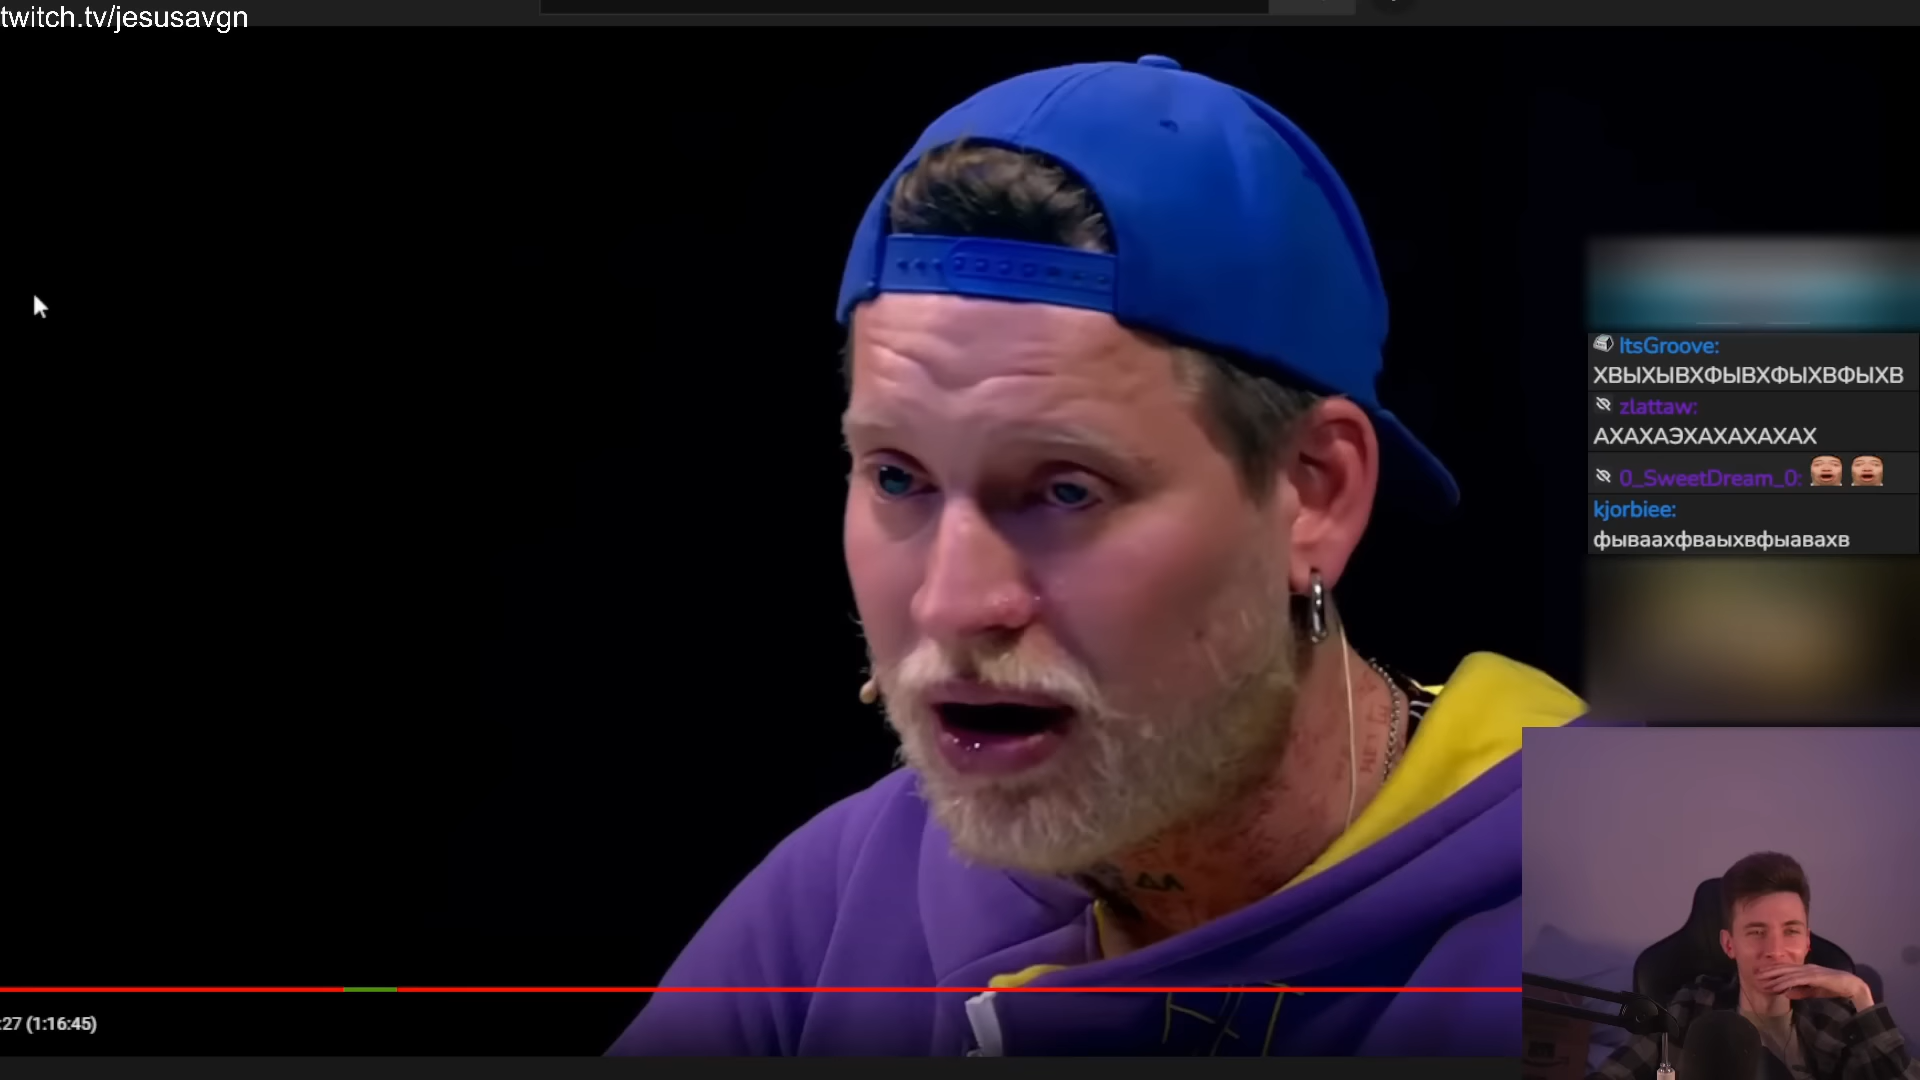 twitch.tv/jesusavgn
ItsGroove:
ХВЫХЫВХФЫВХФЫХВФЫХВ
zlattaw:
АХАХАЭХАХАХАХАХ
0_SweetDream_0:
kjorbiee:
фываахфваыхвфыавахв
:27 (1:16:45)